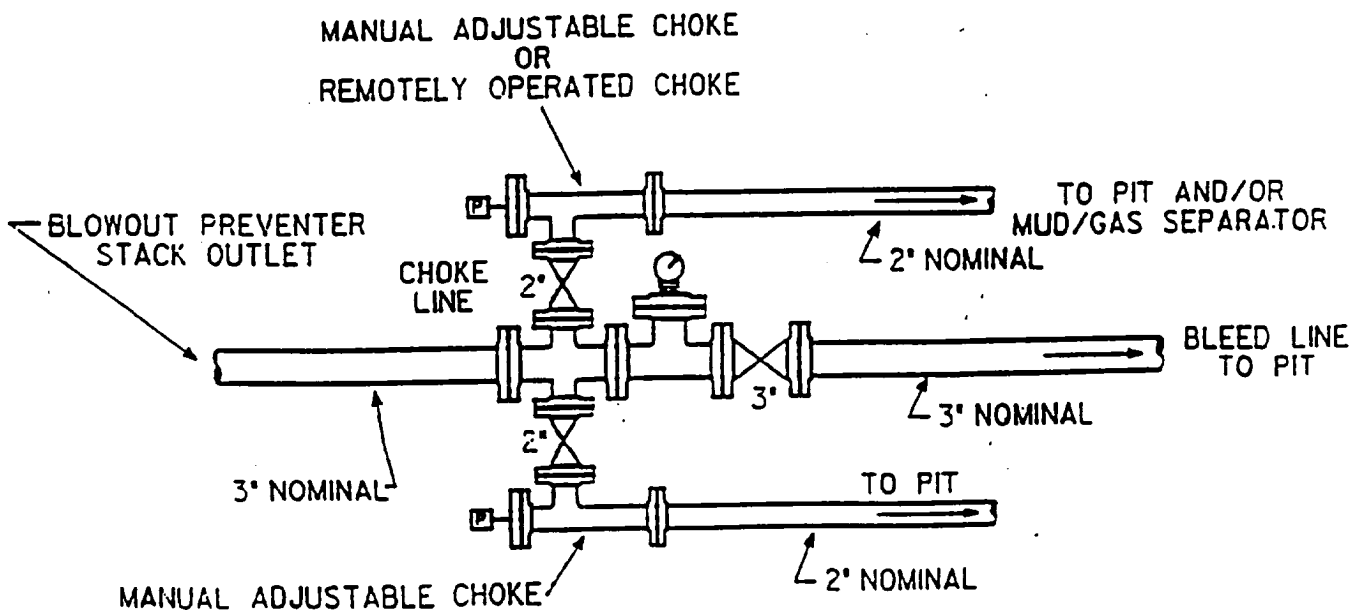 MANUAL ADJUSTABLE CHOKE
OR
REMOTELY OPERATED CHOKE
P
TO PIT AND/OR
MUD/GAS SEPARATOR
BLOWOUT PREVENTER
STACK OUTLET
2" NOMINAL
CHOKE
LINE
2"
BLEED LINE
TO PIT
3"
3" NOMINAL
2"
3" NOMINAL
TO PIT
P
2" NOMINAL
MANUAL ADJUSTABLE CHOKE